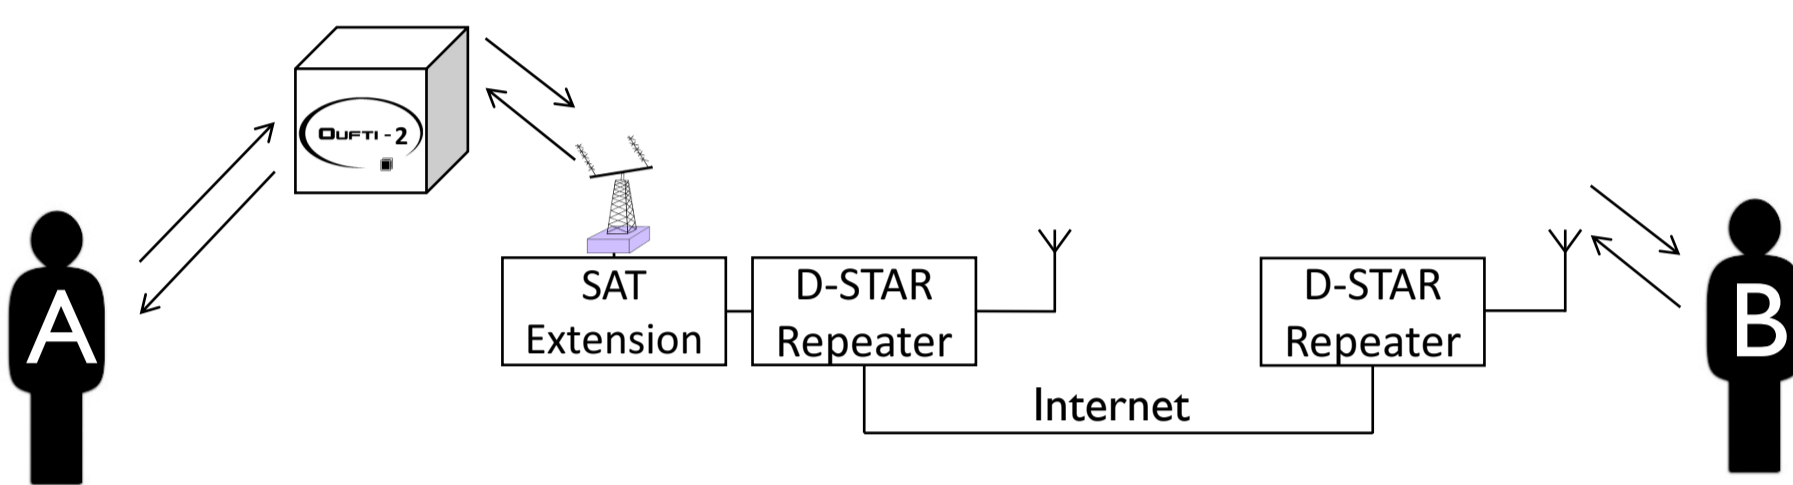 OUFTI-2
A
SAT
Extension
D-STAR
Repeater
D-STAR
Repeater
B
Internet